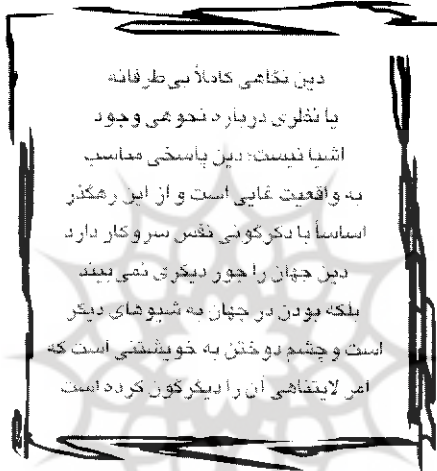 دین نگاهی کاملاً بی‌طرفانه
یا نظری درباره نحوه‌ی وجود
اشیا نیست؛ دین پاسخی مناسب
به واقعیت غایی است و از این رهگذر
اساساً با دگرگونی نفس سروکار دارد
دین جهان را جور دیگری نمی‌بیند
بلکه بودن در جهان به شیوه‌ای دیگر
است و چشم دوختن به خویشتنی است که
امر لایتناهی آن را دیگرگون کرده است